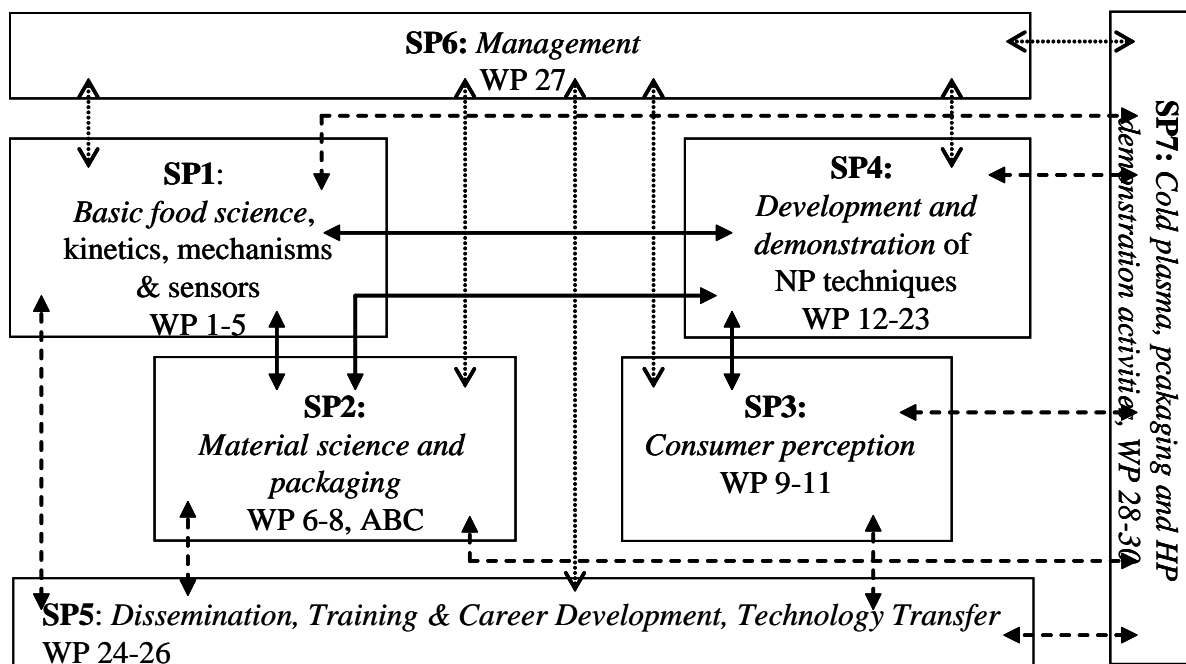 SP6: Management
WP 27
SP1:
Basic food science,
kinetics, mechanisms
& sensors
WP 1-5
SP4:
Development and
demonstration of
NP techniques
WP 12-23
SP2:
Material science and
packaging
WP 6-8, ABC
SP3:
Consumer perception
WP 9-11
SP5: Dissemination, Training & Career Development, Technology Transfer
WP 24-26
SP7: Cold plasma, pcakaging and HP
demonstration activities, WP 28-30